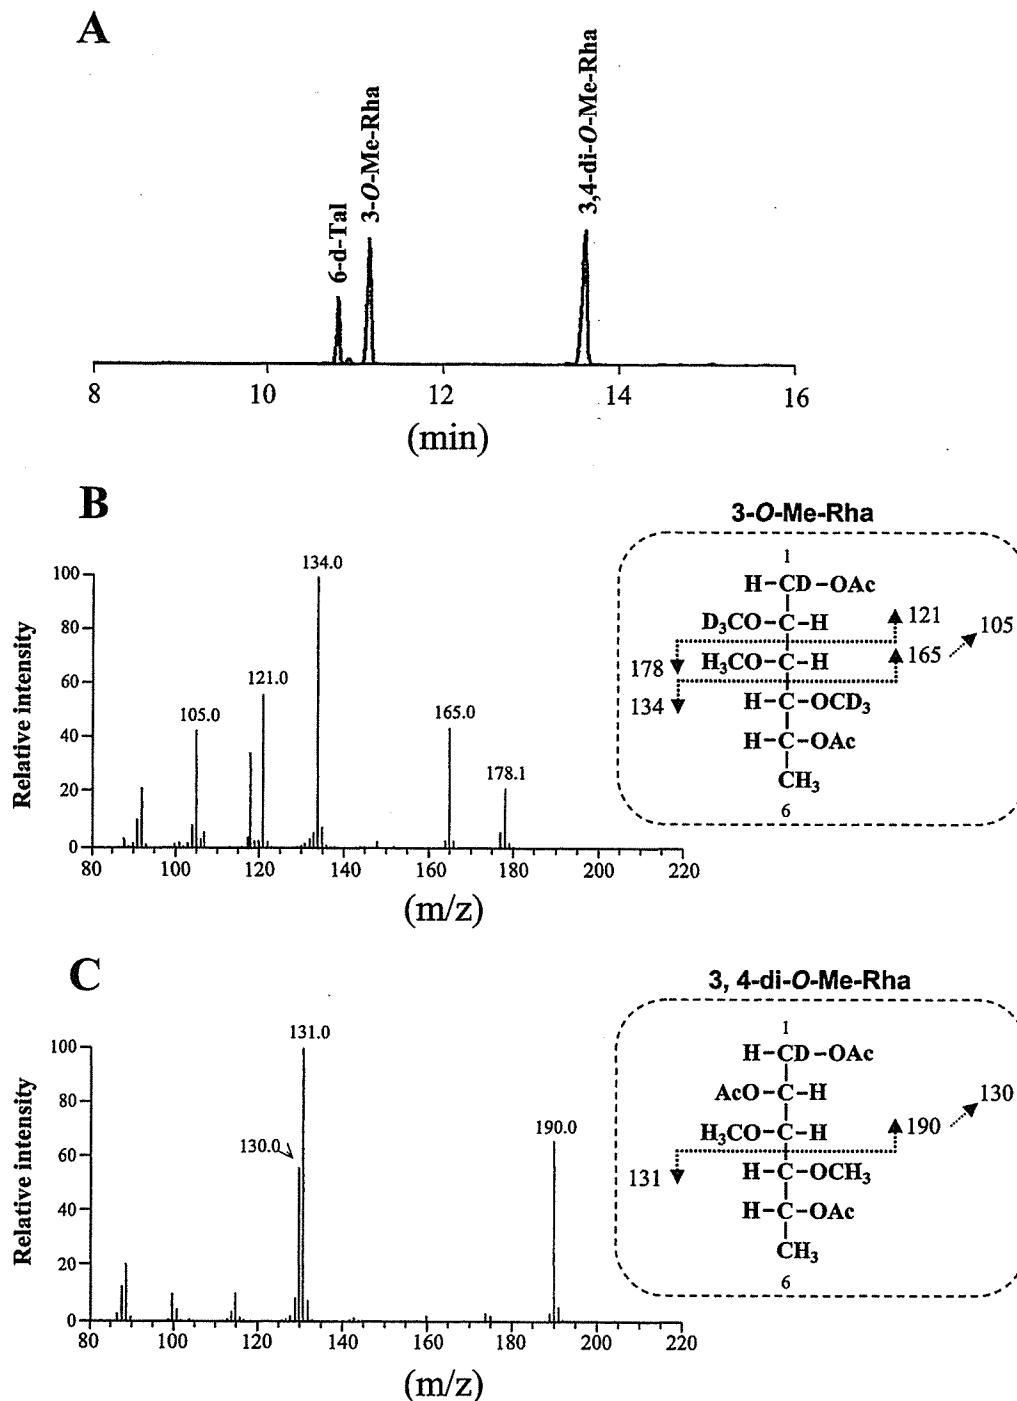 A
6-d-Tal
3-O-Me-Rha
3,4-di-O-Me-Rha
8 10 12 14 16
(min)
B
3-O-Me-Rha
Relative intensity
100
80
60
40
20
0
134.0
121.0
105.0
165.0
178.1
80 100 120 140 160 180 200 220
(m/z)
1
H-CD-OAc
D₃CO-C-H
121
105
178
H₃CO-C-H
165
134
H-C-OCD₃
H-C-OAc
CH₃
6
C
3, 4-di-O-Me-Rha
Relative intensity
100
80
60
40
20
0
131.0
130.0
190.0
80 100 120 140 160 180 200 220
(m/z)
1
H-CD-OAc
AcO-C-H
130
H₃CO-C-H
190
131
H-C-OCH₃
H-C-OAc
CH₃
6